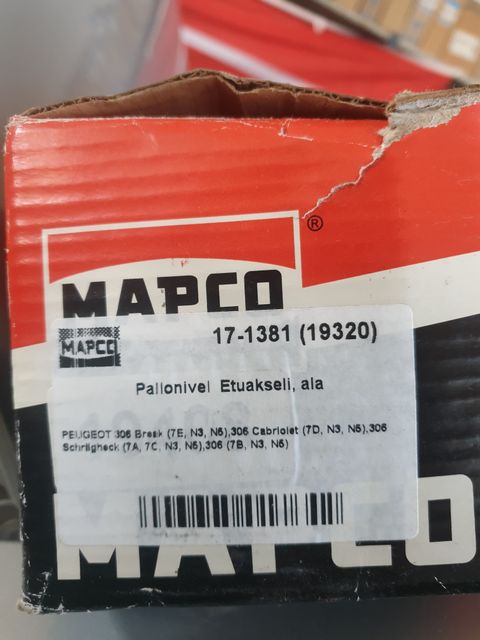 ®
MAPCO
MAPCO
17-1381 (19320)
Pallonivel Etuakseli, ala
PEUGEOT 306 Break (7E, N3, N5),306 Cabriolet (7D, N3, N5),306
Schrägheck (7A, 7C, N3, N5),306 (7B, N3, N5)
MAPCO